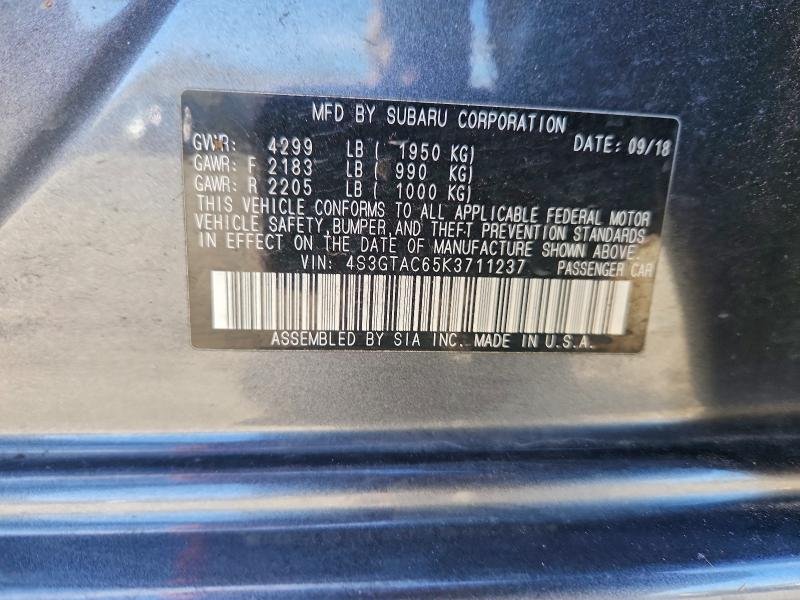 MFD BY SUBARU CORPORATION
GVWR: 4299 LB ( 1950 KG) DATE: 09/18
GAWR: F 2183 LB ( 990 KG)
GAWR: R 2205 LB ( 1000 KG)
THIS VEHICLE CONFORMS TO ALL APPLICABLE FEDERAL MOTOR
VEHICLE SAFETY, BUMPER, AND THEFT PREVENTION STANDARDS
IN EFFECT ON THE DATE OF MANUFACTURE SHOWN ABOVE.
VIN: 4S3GTAC65K3711237 PASSENGER CAR
ASSEMBLED BY SIA INC. MADE IN U.S.A.